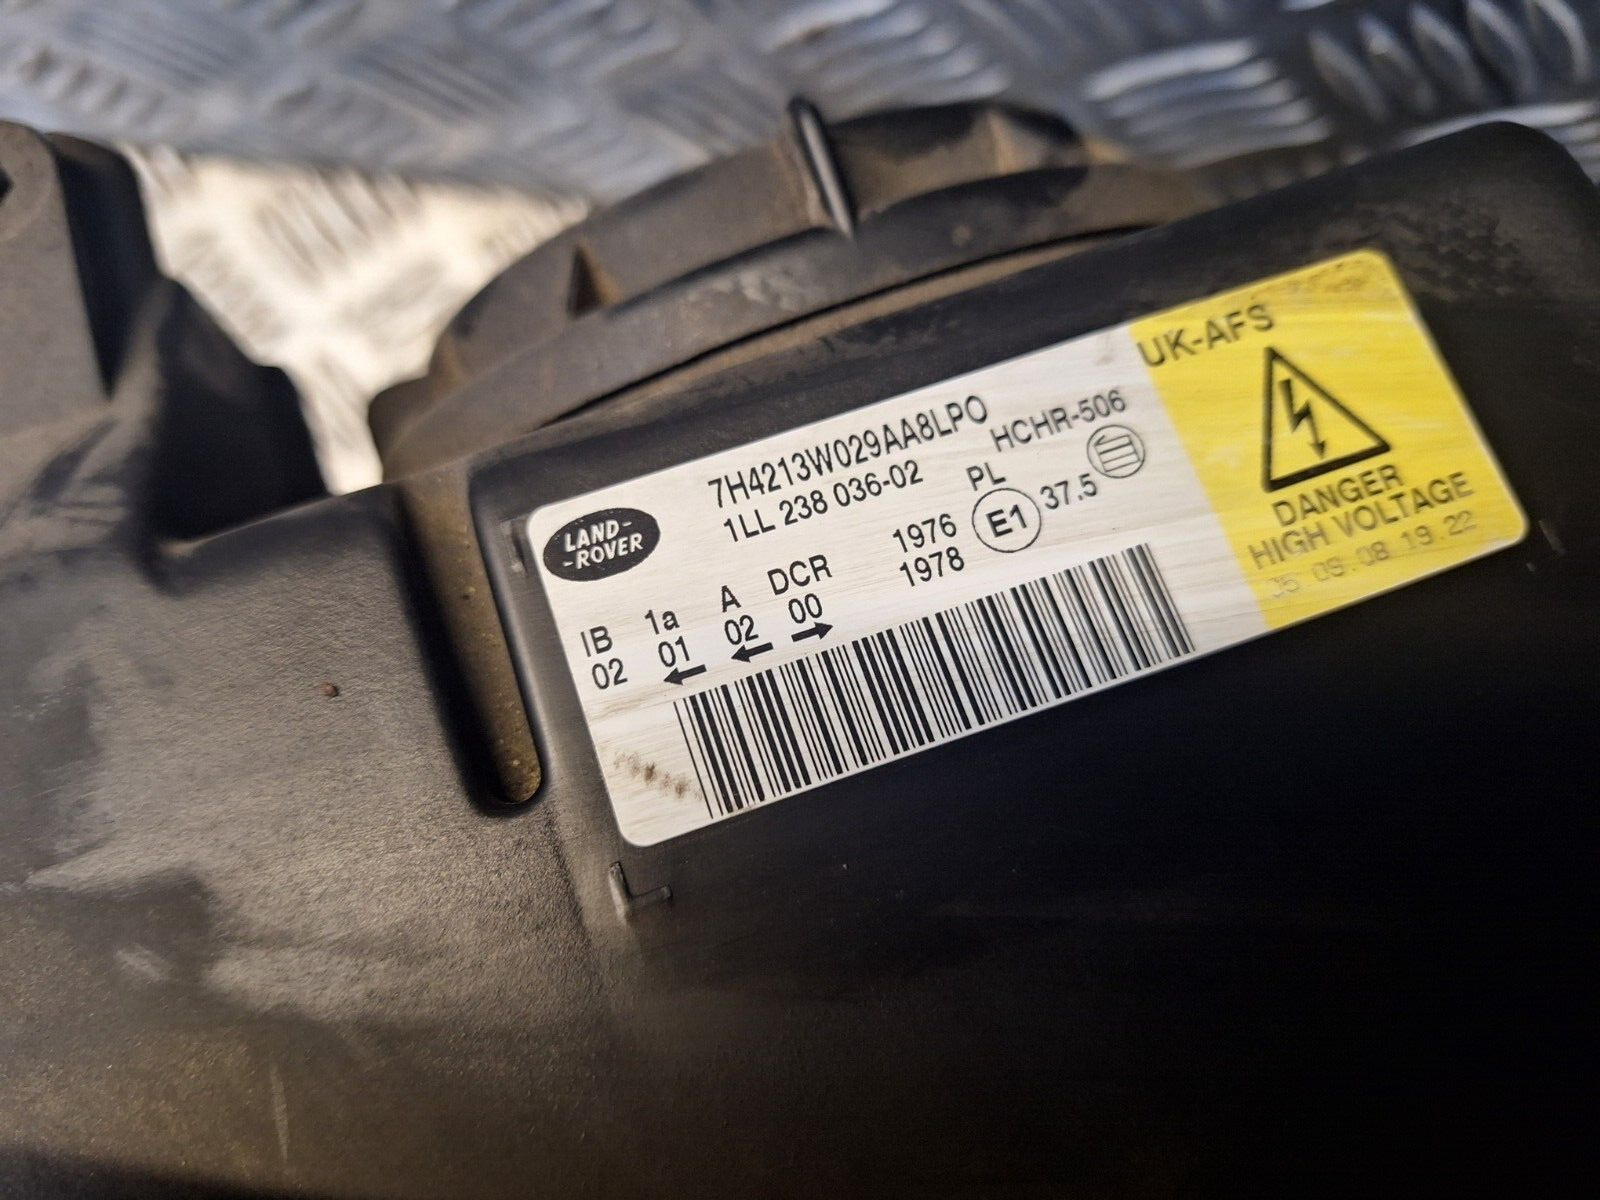 LAND-
-ROVER
7H4213W029AA8LPO
1LL 238 036-02
PL HCHR-506
IB 1a A DCR 1976 E1 37.5
02 01 02 00 1978
UK-AFS
DANGER
HIGH VOLTAGE
09.08 19 22